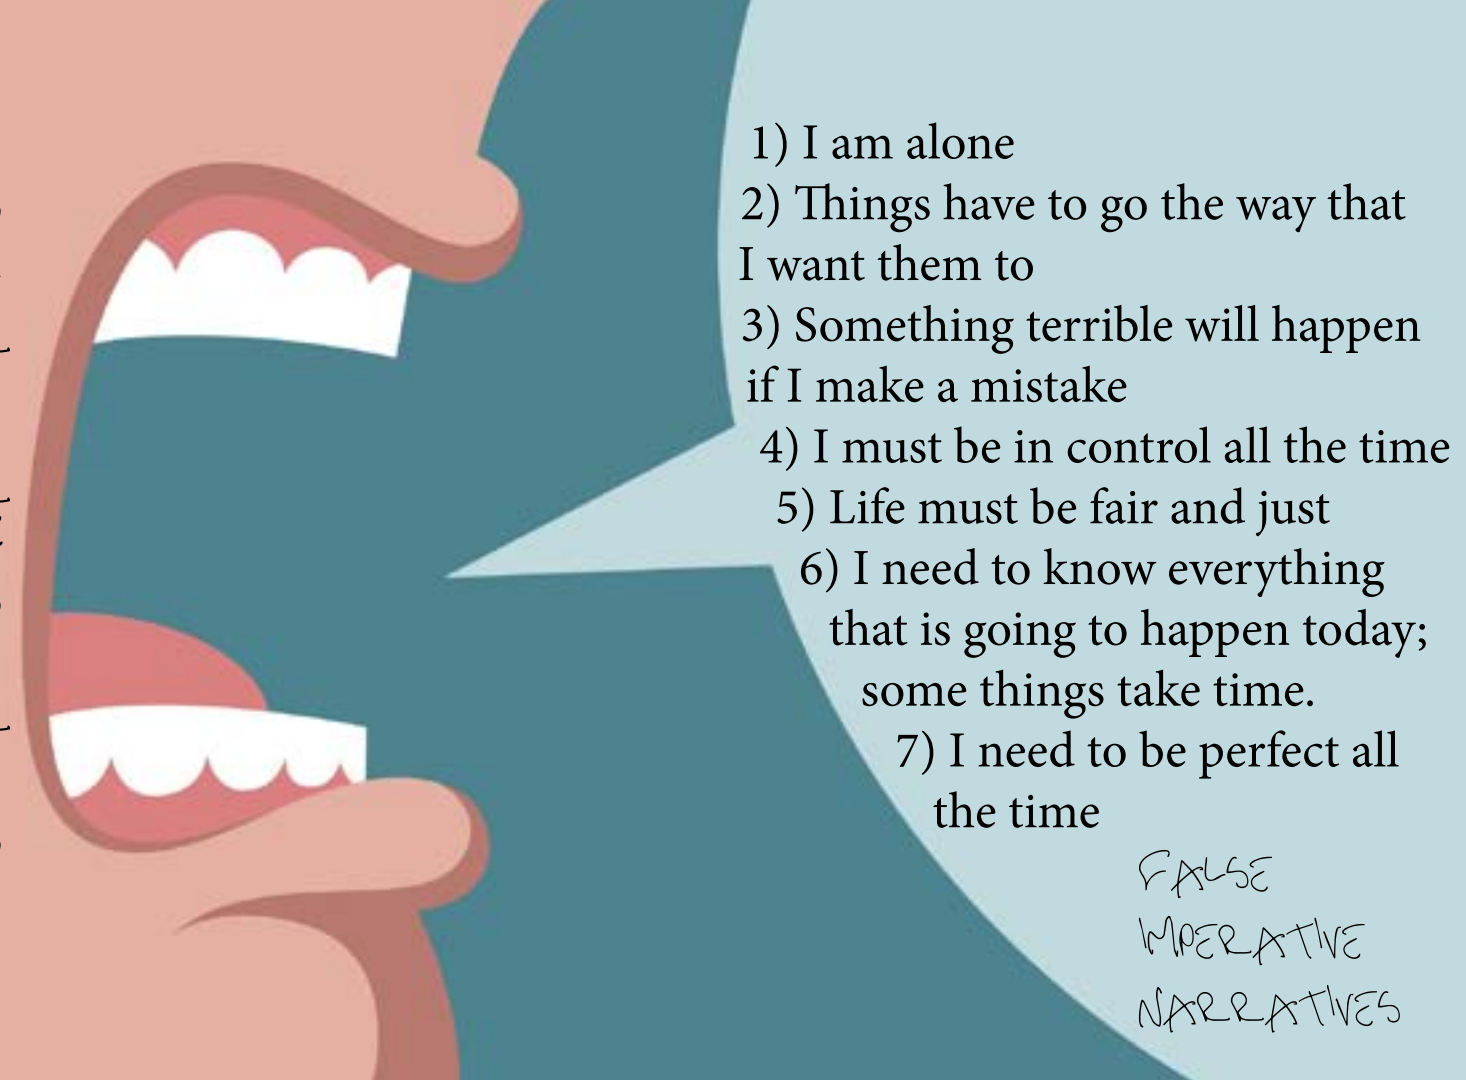 1) I am alone
2) Things have to go the way that
I want them to
3) Something terrible will happen
if I make a mistake
4) I must be in control all the time
5) Life must be fair and just
6) I need to know everything
that is going to happen today;
some things take time.
7) I need to be perfect all
the time
FALSE
IMPERATIVE
NARRATIVES